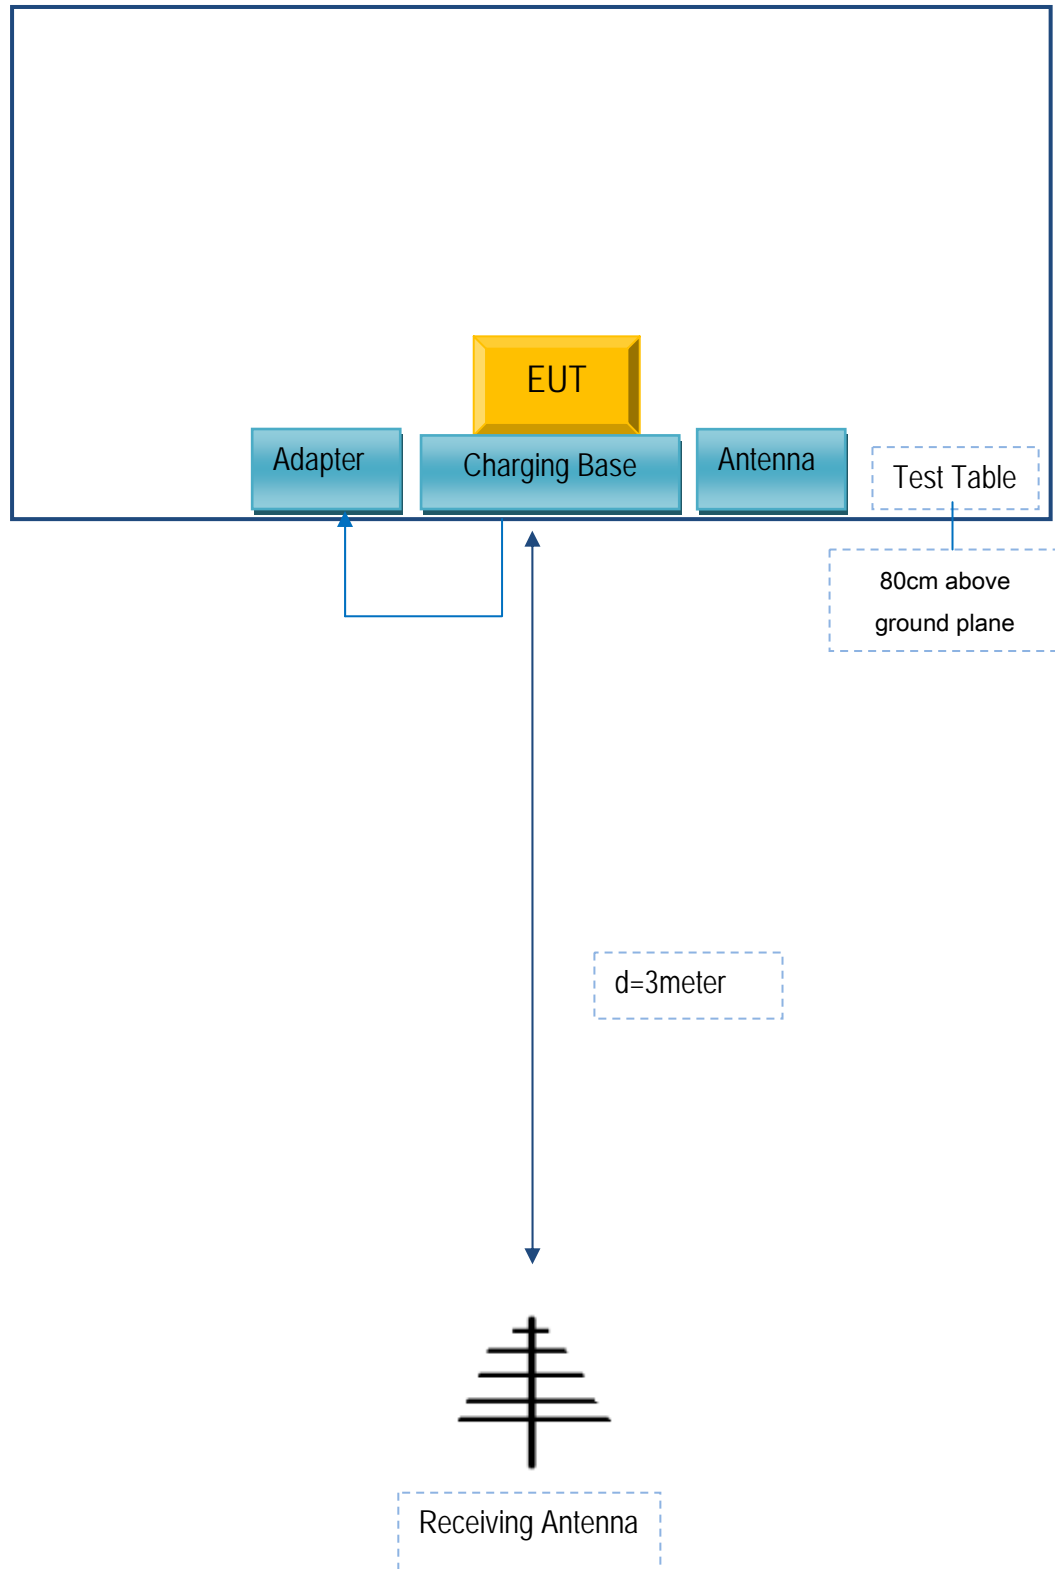 EUT
Adapter
Charging Base
Antenna
Test Table
80cm above
ground plane
d=3meter
Receiving Antenna